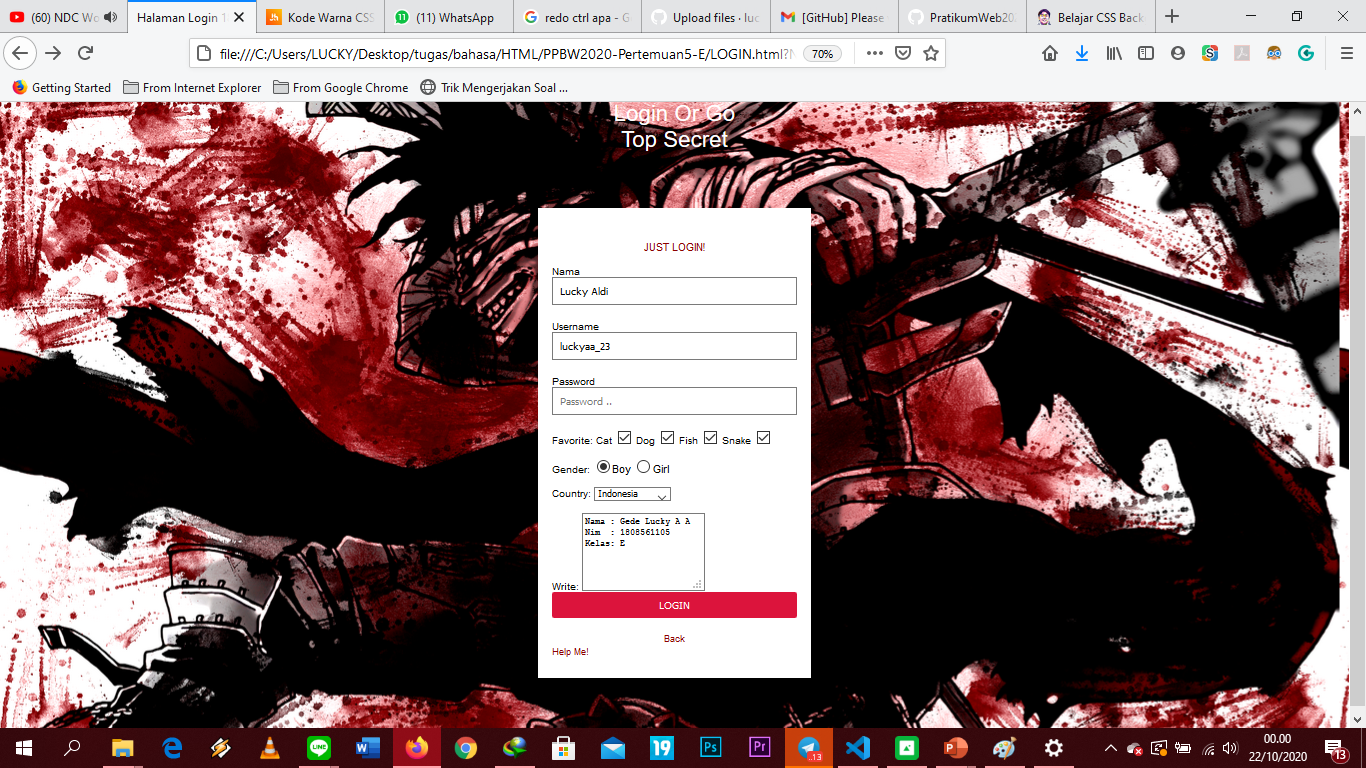 (60) NDC Wo
Halaman Login T
Kode Warna CSS
(11) WhatsApp
redo ctrl apa - G
Upload files · luc
[GitHub] Please
PratikumWeb20
Belajar CSS Back
file:///C:/Users/LUCKY/Desktop/tugas/bahasa/HTML/PPBW2020-Pertemuan5-E/LOGIN.html?N
70%
Getting Started
From Internet Explorer
From Google Chrome
Trik Mengerjakan Soal ...
Login Or Go
Top Secret
JUST LOGIN!
Nama
Lucky Aldi
Username
luckyaa_23
Password
Password ..
Favorite: Cat Dog Fish Snake
Gender: Boy Girl
Country: Indonesia
Nama : Gede Lucky A A
Nim : 1808561105
Kelas: E
Write:
LOGIN
Back
Help Me!
LINE
19
Ps
Pr
..13
00.00
22/10/2020
13